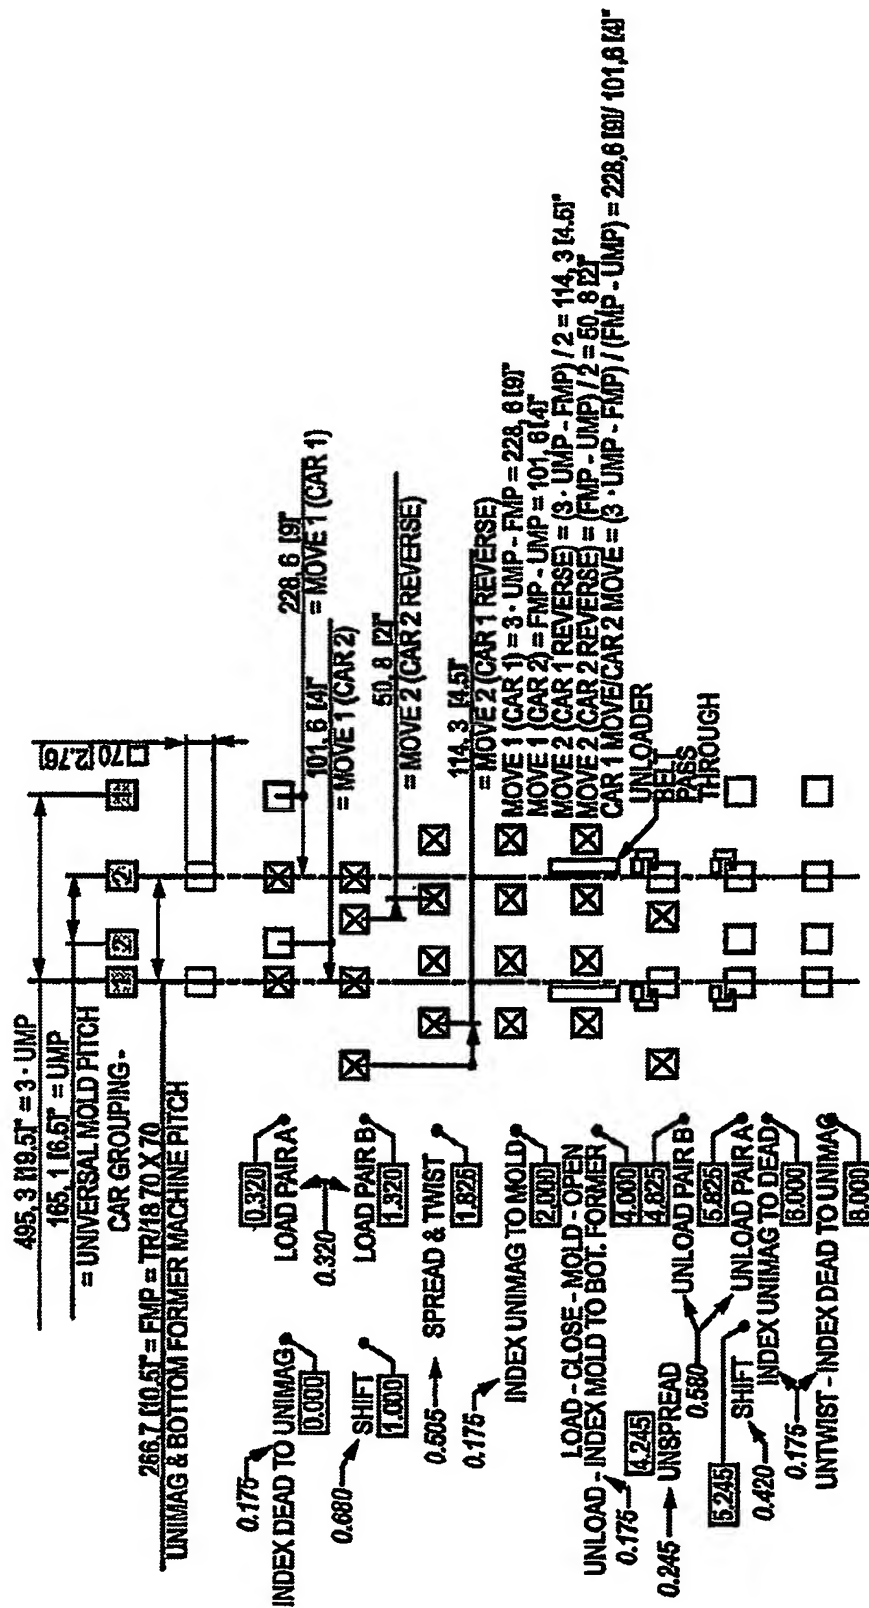 495, 3 [19.5]" = 3 · UMP
165, 1 [6.5]" = UMP
= UNIVERSAL MOLD PITCH
CAR GROUPING -
266,7 [10.5]" = FMP = TR/18 70 X 70
UNIMAG & BOTTOM FORMER MACHINE PITCH
1
2
2
1
□70 [2.76]
0.175
INDEX DEAD TO UNIMAG
0.000
0.320
LOAD PAIR A
0.320
0.680
SHIFT
1.000
LOAD PAIR B
1.320
0.505
SPREAD & TWIST
1.825
0.175
INDEX UNIMAG TO MOLD
2.000
LOAD - CLOSE - MOLD - OPEN
4.000
UNLOAD - INDEX MOLD TO BOT. FORMER
0.175
4.245
4.825
0.245
UNSPREAD
UNLOAD PAIR B
0.580
5.245
5.825
SHIFT
0.420
UNLOAD PAIR A
INDEX UNIMAG TO DEAD
6.000
0.175
UNTWIST - INDEX DEAD TO UNIMAG
8.000
228, 6 [9]"
= MOVE 1 (CAR 1)
101, 6 [4]"
= MOVE 1 (CAR 2)
50, 8 [2]"
= MOVE 2 (CAR 2 REVERSE)
114, 3 [4.5]"
= MOVE 2 (CAR 1 REVERSE)
MOVE 1 (CAR 1) = 3 · UMP - FMP = 228, 6 [9]"
MOVE 1 (CAR 2) = FMP - UMP = 101, 6 [4]"
MOVE 2 (CAR 1 REVERSE) = (3 · UMP - FMP) / 2 = 114, 3 [4.5]"
MOVE 2 (CAR 2 REVERSE) = (FMP - UMP) / 2 = 50, 8 [2]"
CAR 1 MOVE/CAR 2 MOVE = (3 · UMP - FMP) / (FMP - UMP) = 228,6 [9]/ 101,6 [4]"
UNLOADER
BELT
PASS
THROUGH